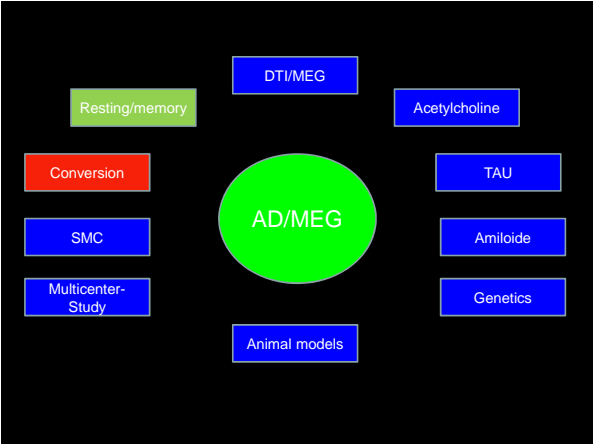 DTI/MEG
Resting/memory
Acetylcholine
Conversion
TAU
AD/MEG
SMC
Amiloide
Multicenter-
Study
Genetics
Animal models